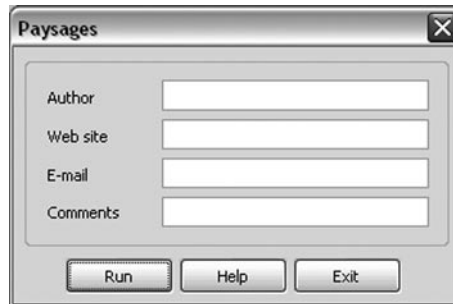 Paysages
Author
Web site
E-mail
Comments
Run Help Exit